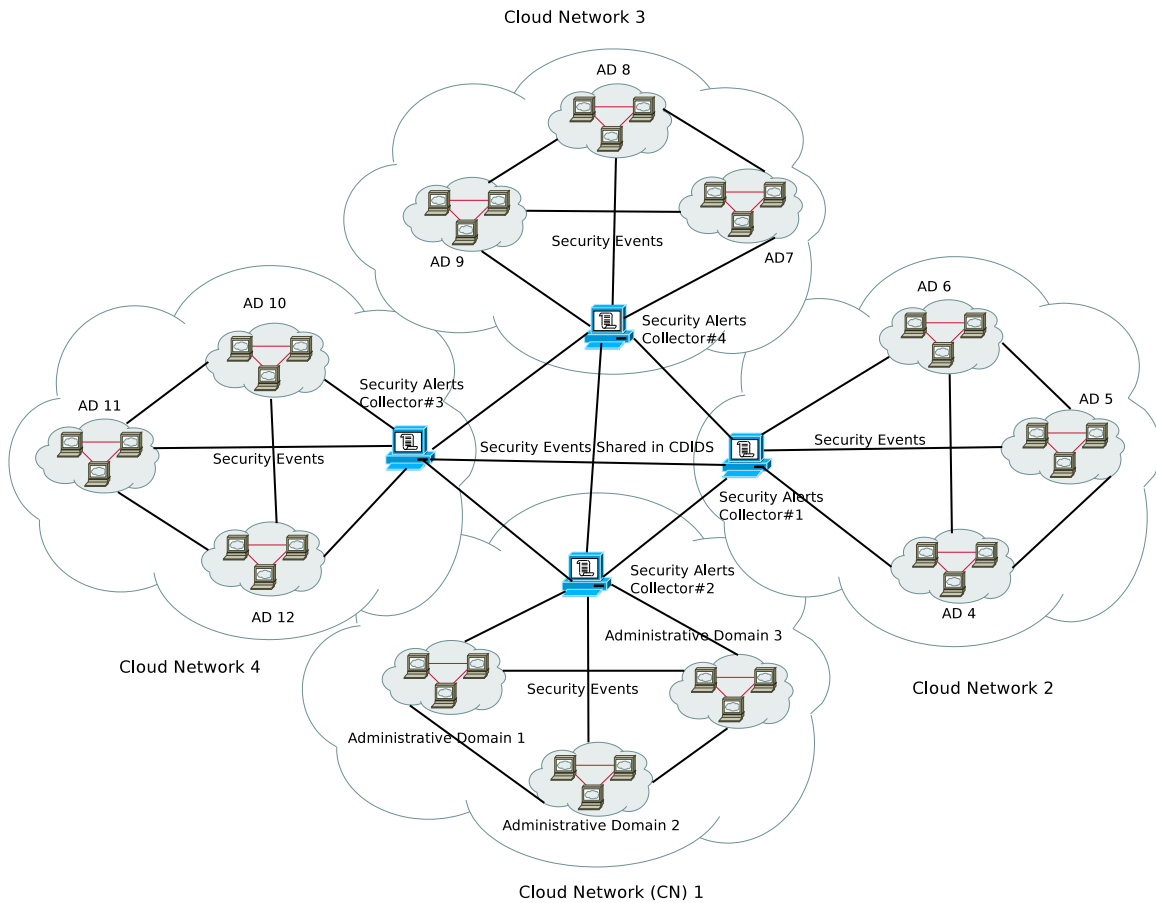 Cloud Network 3
AD 8
Security Events
AD 9
AD7
AD 6
AD 10
Security Alerts
Collector#4
Security Alerts
Collector#3
AD 5
AD 11
Security Events Shared in CDIDS
Security Events
Security Events
Security Alerts
Collector#1
Security Alerts
Collector#2
AD 12
AD 4
Administrative Domain 3
Cloud Network 4
Security Events
Cloud Network 2
Administrative Domain 1
Administrative Domain 2
Cloud Network (CN) 1